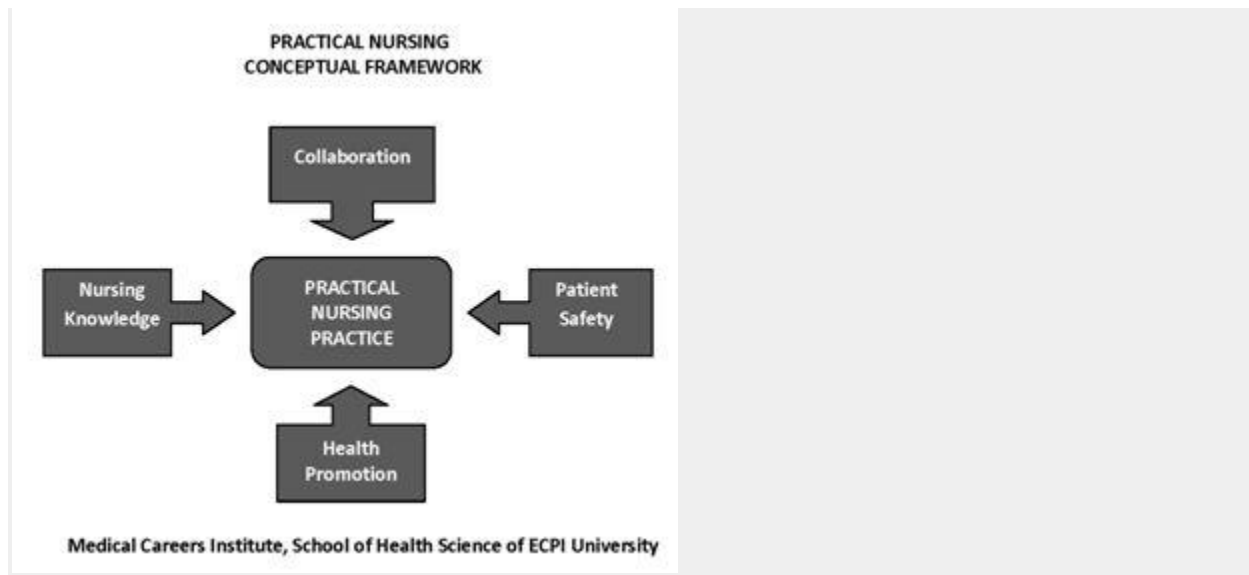 PRACTICAL NURSING
CONCEPTUAL FRAMEWORK
Collaboration
Nursing
Knowledge
PRACTICAL
NURSING
PRACTICE
Patient
Safety
Health
Promotion
Medical Careers Institute, School of Health Science of ECPI University